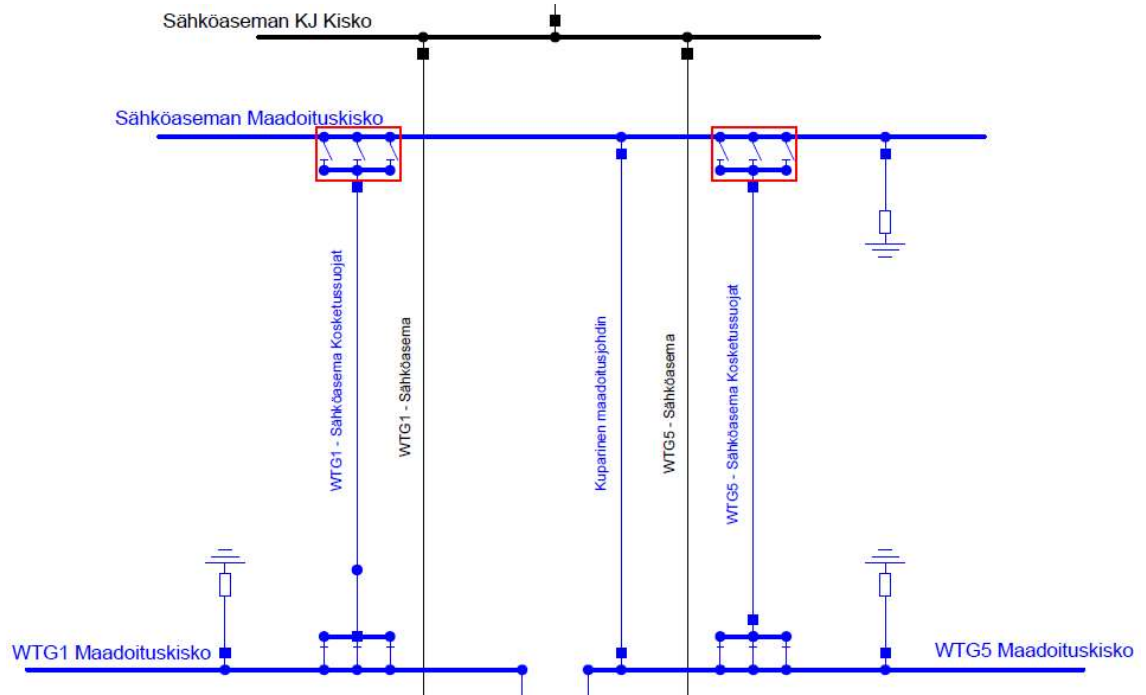 Sähköaseman KJ Kisko
Sähköaseman Maadoituskisko
WTG1 - Sähköasema Kosketussuojat
WTG1 - Sähköasema
Kuparinen maadoitusjohdin
WTG5 - Sähköasema
WTG5 - Sähköasema Kosketussuojat
WTG1 Maadoituskisko
WTG5 Maadoituskisko